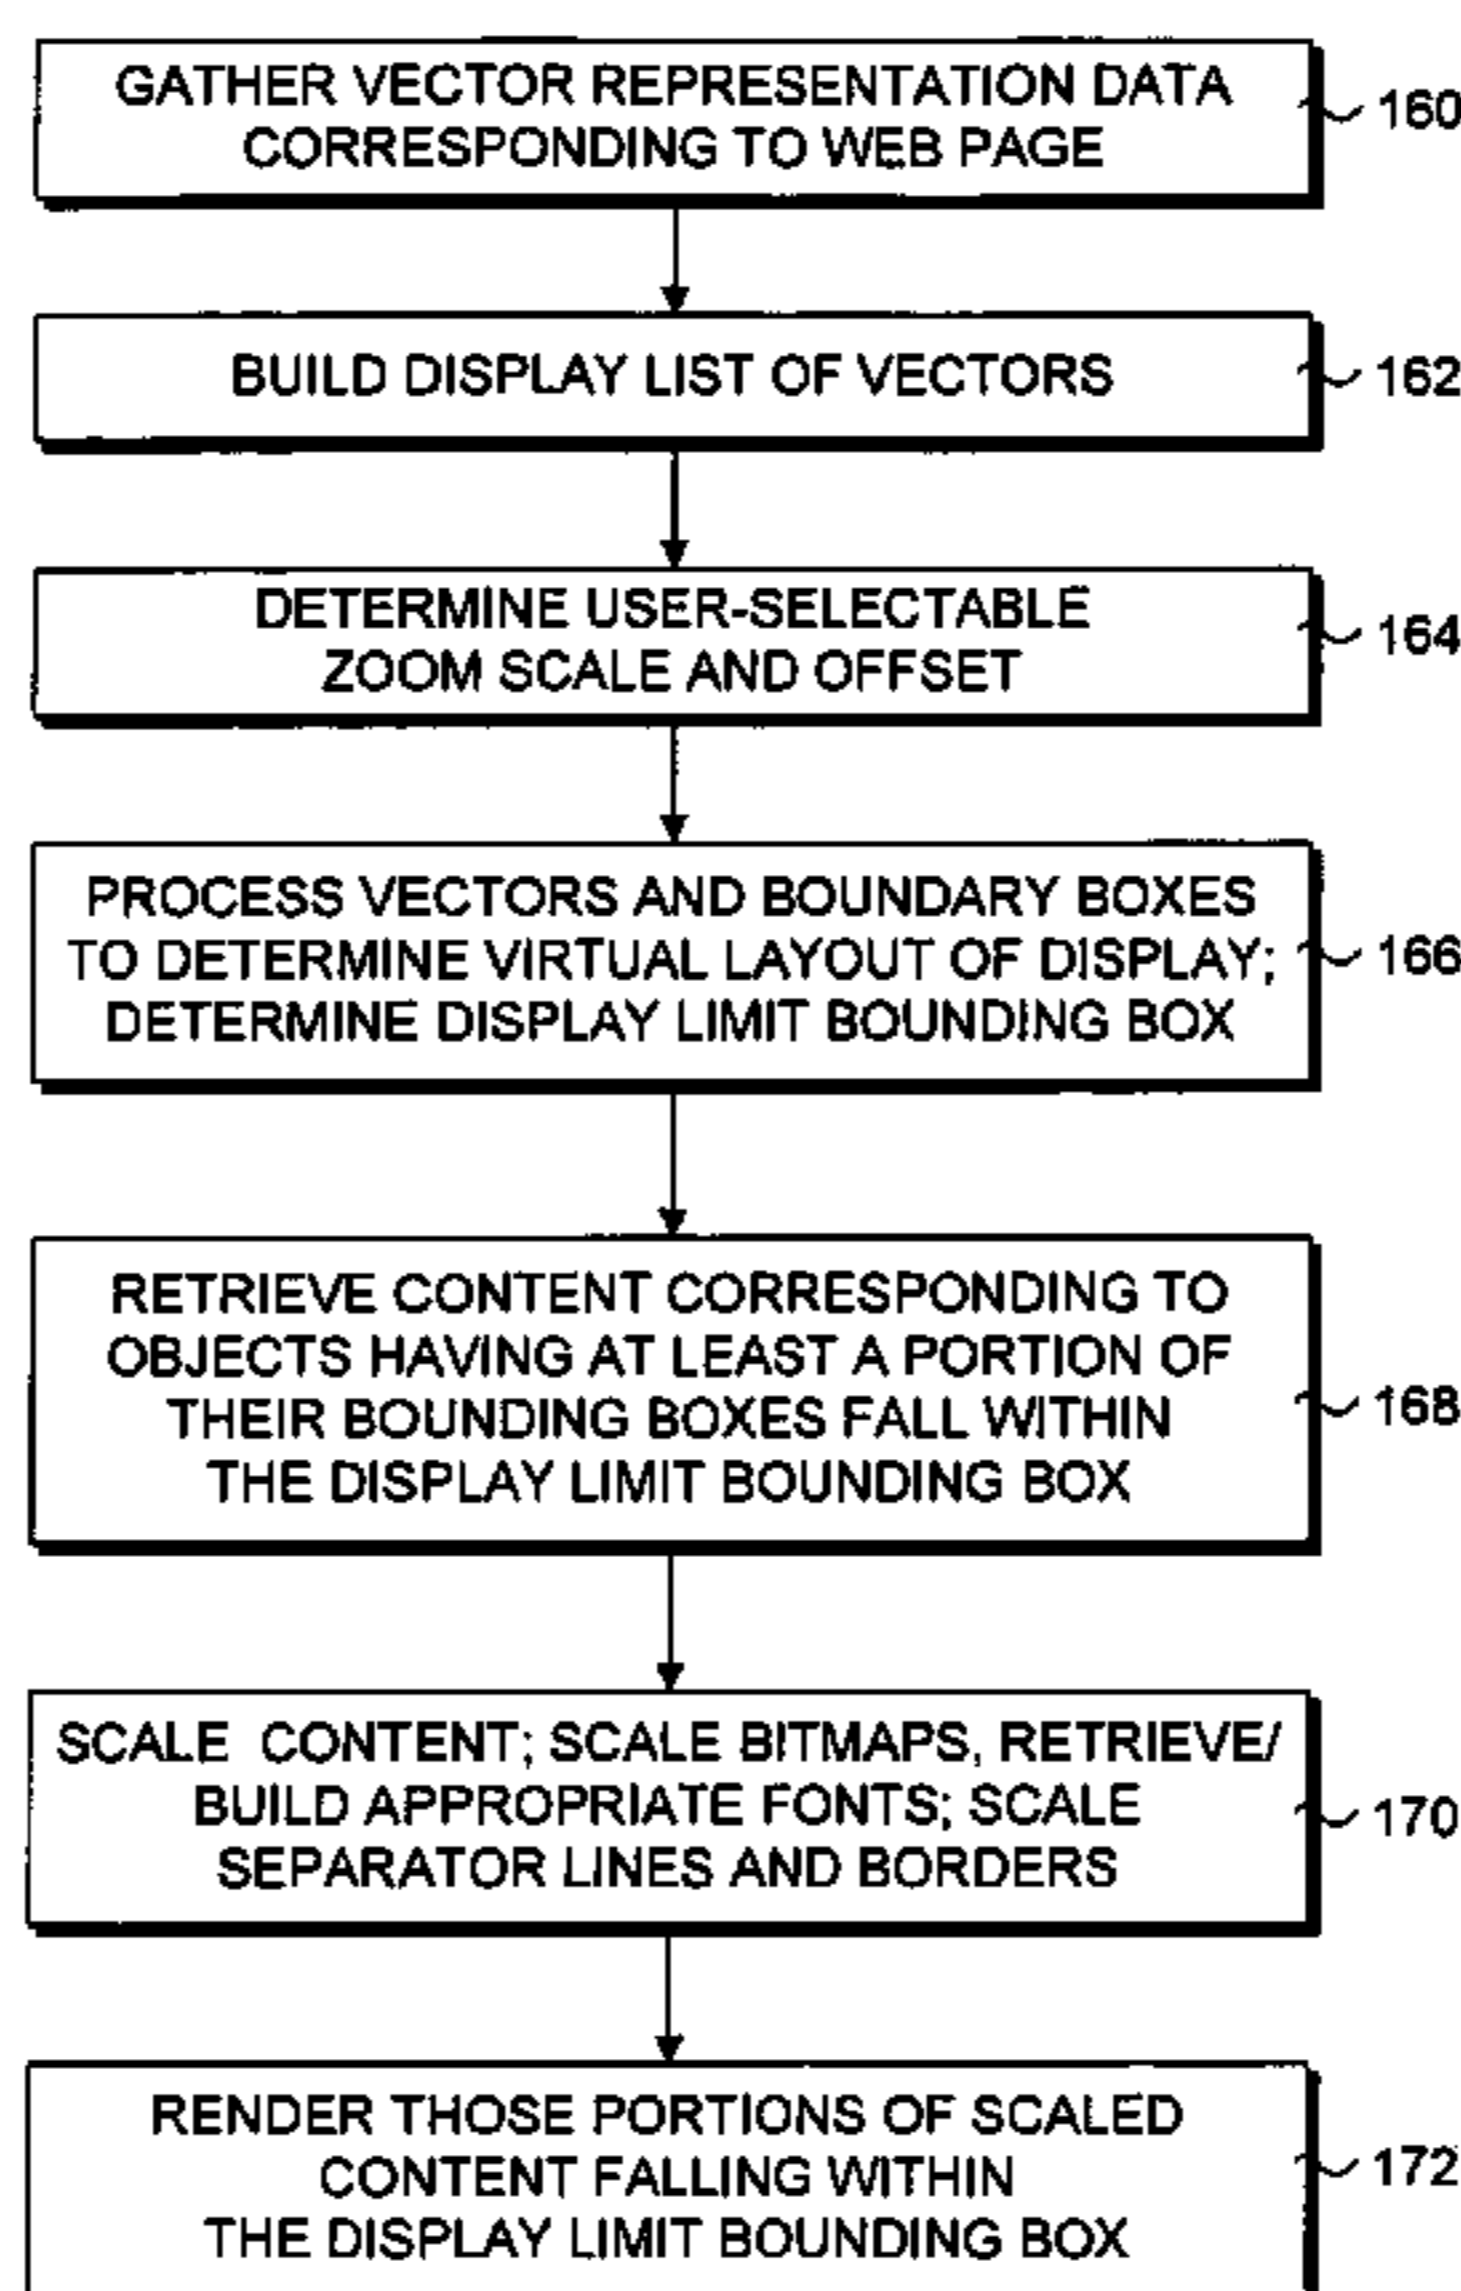 GATHER VECTOR REPRESENTATION DATA
CORRESPONDING TO WEB PAGE
160
BUILD DISPLAY LIST OF VECTORS
162
DETERMINE USER-SELECTABLE
ZOOM SCALE AND OFFSET
164
PROCESS VECTORS AND BOUNDARY BOXES
TO DETERMINE VIRTUAL LAYOUT OF DISPLAY;
DETERMINE DISPLAY LIMIT BOUNDING BOX
166
RETRIEVE CONTENT CORRESPONDING TO
OBJECTS HAVING AT LEAST A PORTION OF
THEIR BOUNDING BOXES FALL WITHIN
THE DISPLAY LIMIT BOUNDING BOX
168
SCALE CONTENT; SCALE BITMAPS, RETRIEVE/
BUILD APPROPRIATE FONTS; SCALE
SEPARATOR LINES AND BORDERS
170
RENDER THOSE PORTIONS OF SCALED
CONTENT FALLING WITHIN
THE DISPLAY LIMIT BOUNDING BOX
172